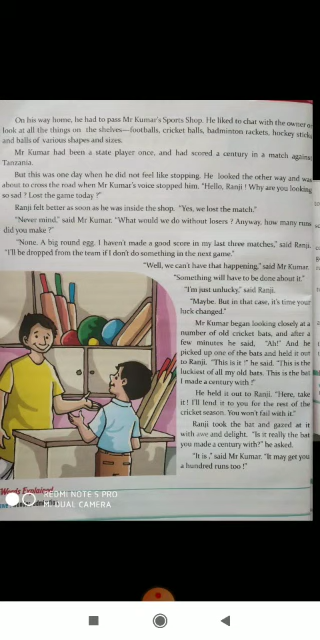 On his way home, he had to pass Mr Kumar's Sports Shop. He liked to chat with the owner or
look at all the things on the shelves—footballs, cricket balls, badminton rackets, hockey sticks
and balls of various shapes and sizes.
Mr Kumar had been a state player once, and had scored a century in a match against
Tanzania.
But this was one day when he did not feel like stopping. He looked the other way and was
about to cross the road when Mr Kumar's voice stopped him. "Hello, Ranji! Why are you looking
so sad? Lost the game today?"
Ranji felt better as soon as he was inside the shop. "Yes, we lost the match."
"Never mind," said Mr Kumar. "What would we do without losers? Anyway, how many runs
did you make?"
"None. A big round egg. I haven't made a good score in my last three matches," said Ranji.
"I'll be dropped from the team if I don't do something in the next game."
"Well, we can't have that happening," said Mr Kumar.
"Something will have to be done about it."
"I'm just unlucky," said Ranji.
"Maybe. But in that case, it's time your
luck changed."
Mr Kumar began looking closely at a
number of old cricket bats, and after a
few minutes he said, "Ah!" And he
picked up one of the bats and held it out
to Ranji. "This is it!" he said. "This is the
luckiest of all my old bats. This is the bat
I made a century with!"
He held it out to Ranji. "Here, take
it! I'll lend it to you for the rest of the
cricket season. You won't fail with it."
Ranji took the bat and gazed at it
with awe and delight. "Is it really the bat
you made a century with?" he asked.
"It is," said Mr Kumar. "It may get you
a hundred runs too!"
Words Explained
REDMI NOTE 5 PRO
MI DUAL CAMERA